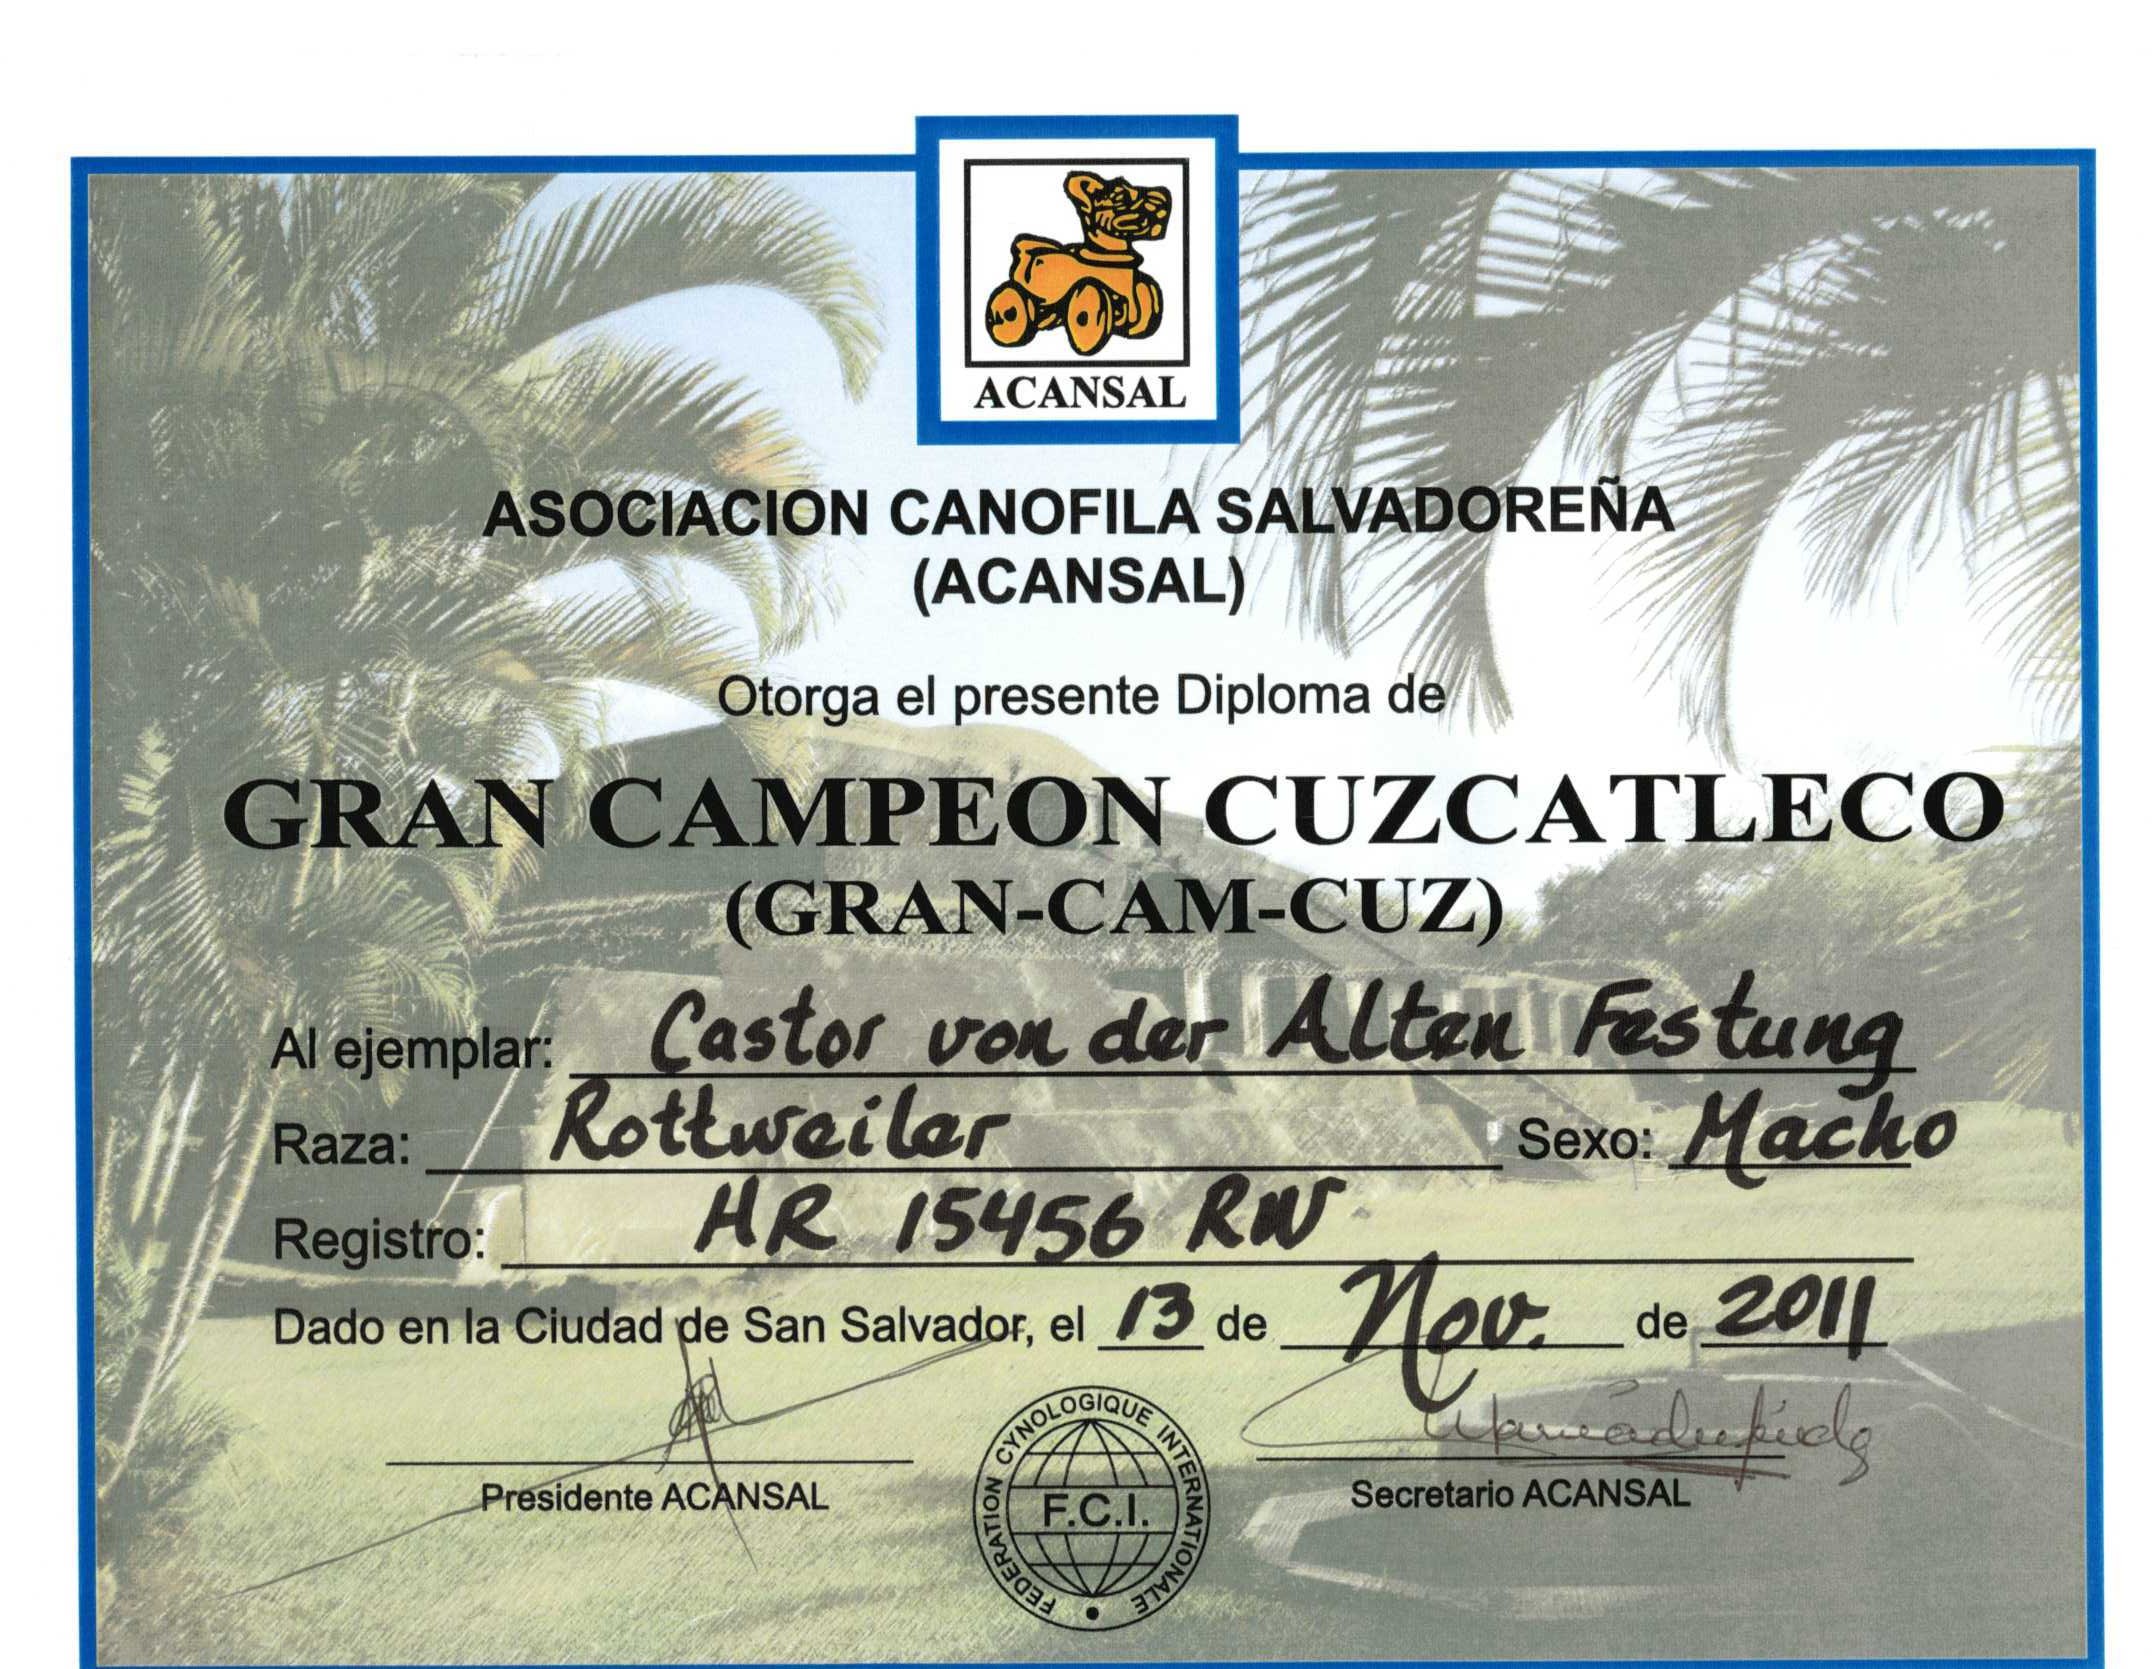 ACANSAL
ASOCIACION CANOFILA SALVADOREÑA
(ACANSAL)
Otorga el presente Diploma de
GRAN CAMPEON CUZCATLECO
(GRAN-CAM-CUZ)
Al ejemplar: Castor von der Alten Festung
Raza: Rottweiler Sexo: Macho
Registro: HR 15456 RW
Dado en la Ciudad de San Salvador, el 13 de Nov. de 2011
Presidente ACANSAL Secretario ACANSAL
FEDERATION CYNOLOGIQUE INTERNATIONALE
F.C.I.